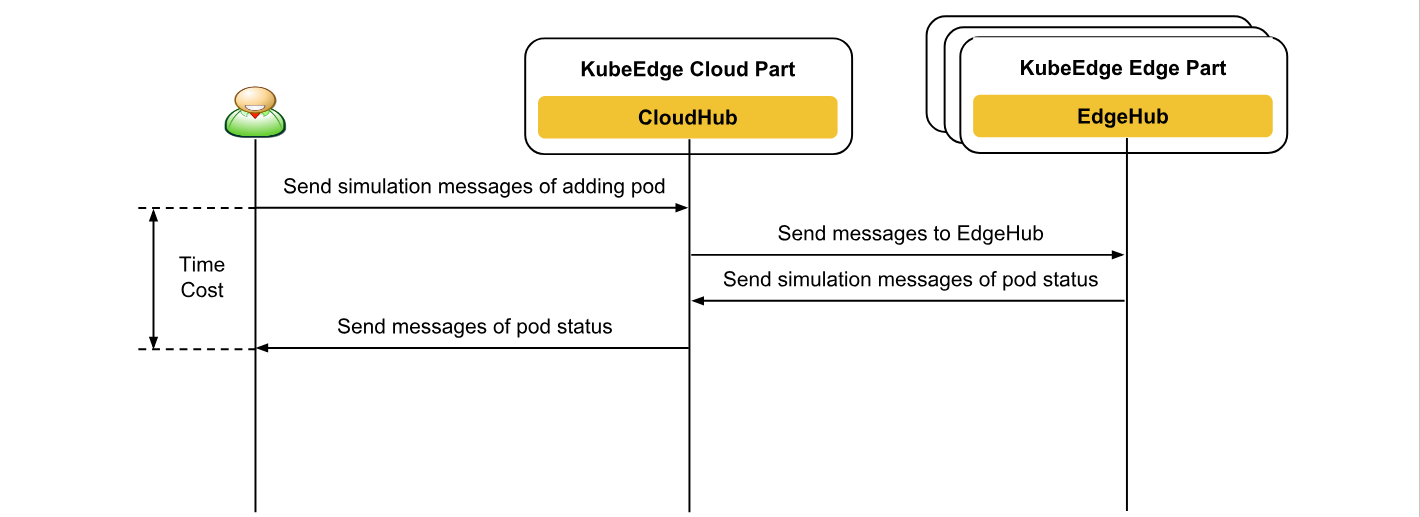 KubeEdge Cloud Part
CloudHub
KubeEdge Edge Part
EdgeHub
Send simulation messages of adding pod
Send messages to EdgeHub
Time
Cost
Send simulation messages of pod status
Send messages of pod status